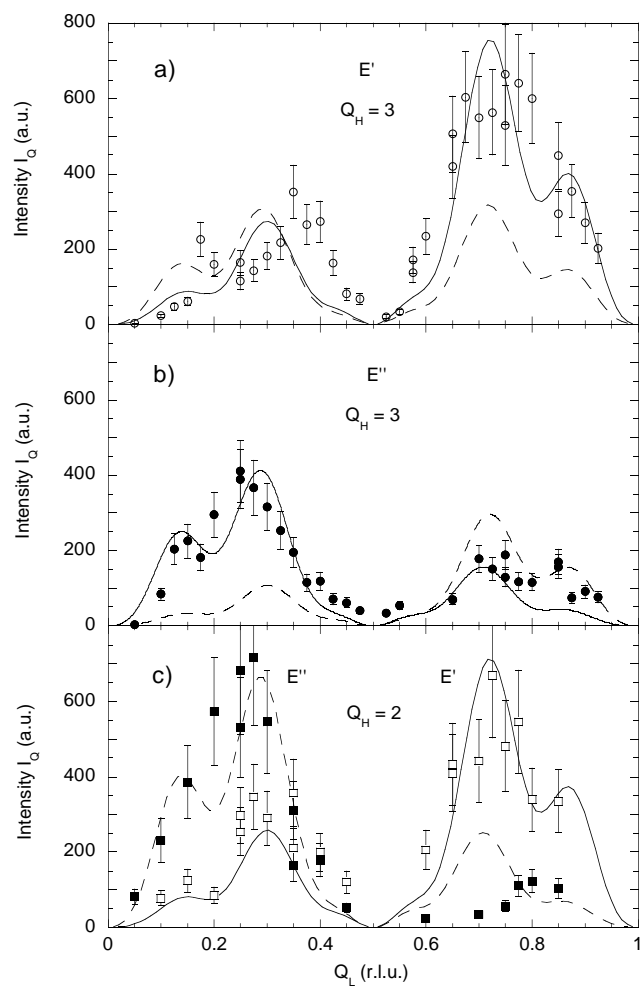 800
a)
E'
600
Q_H = 3
Intensity I_Q (a.u.)
400
200
0
b)
E''
600
Q_H = 3
Intensity I_Q (a.u.)
400
200
0
c)
E''
E'
600
Q_H = 2
Intensity I_Q (a.u.)
400
200
0
0 0.2 0.4 0.6 0.8 1
Q_L (r.l.u.)